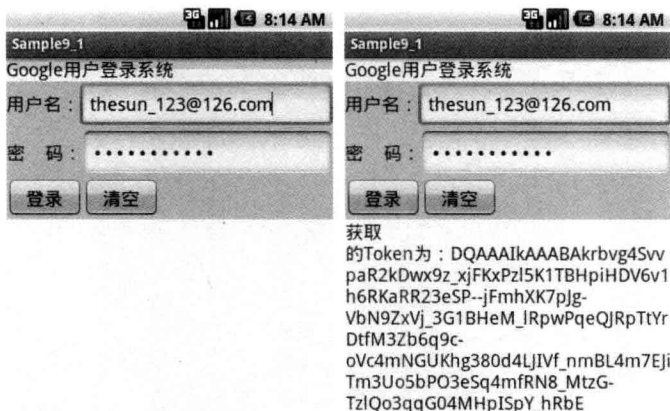 3G 8:14 AM
Sample9_1
Google用户登录系统
用户名：thesun_123@126.com
密 码：•••••••••••
登录 清空
3G 8:14 AM
Sample9_1
Google用户登录系统
用户名：thesun_123@126.com
密 码：•••••••••••
登录 清空
获取
的Token为：DQAAAIkAAABAkrbvg4Svv
paR2kDwx9z_xjFKxPzl5K1TBHpiHDV6v1
h6RKaRR23eSP--jFmhXK7pJg-
VbN9ZxVj_3G1BHeM_lRpwPqeQJRpTtYr
DtfM3Zb6q9c-
oVc4mNGUKhg380d4LJIVf_nmBL4m7EJi
Tm3Uo5bPO3eSq4mfRN8_MtzG-
TzlQo3qgG04MHpISpY_hRbE